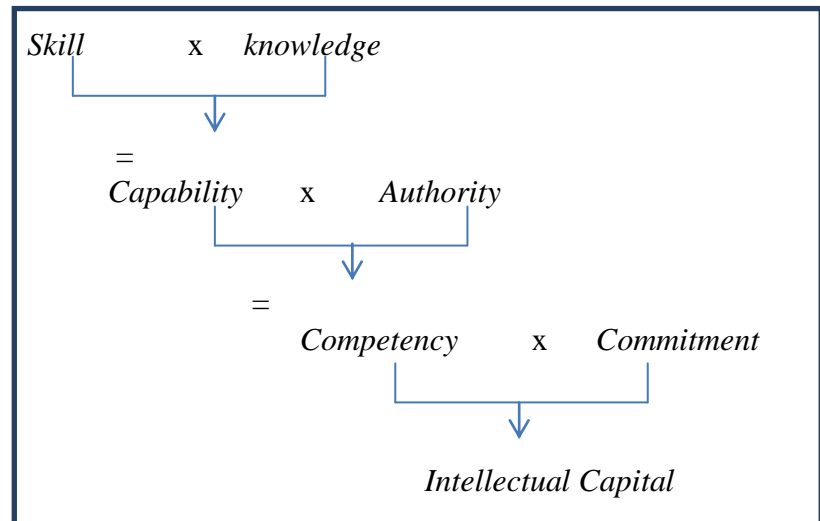 Skill x knowledge
=
Capability x Authority
=
Competency x Commitment
Intellectual Capital